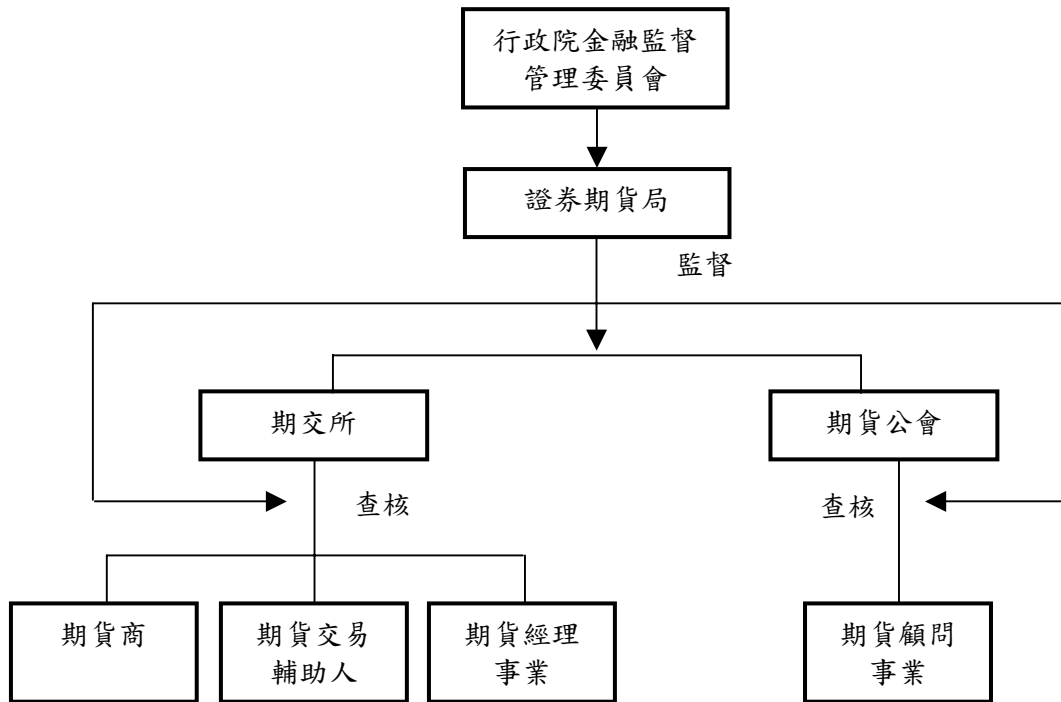 行政院金融監督
管理委員會
證券期貨局
監督
期交所
期貨公會
查核
查核
期貨商
期貨交易
輔助人
期貨經理
事業
期貨顧問
事業